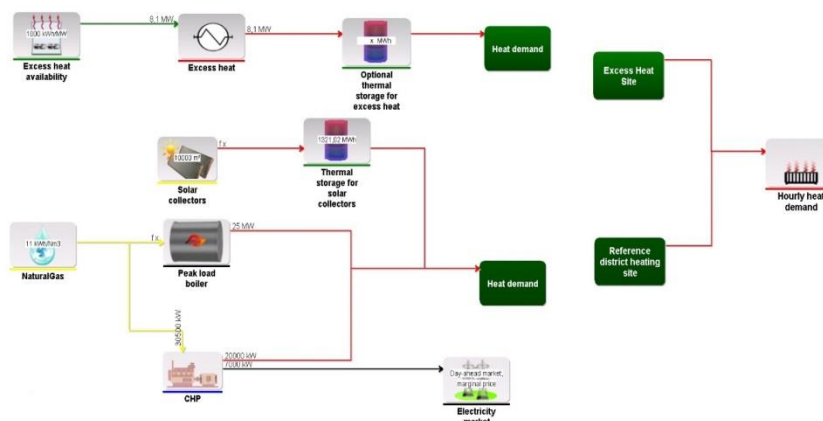 1000 kWh/MW
Excess heat
availability
8,1 MW
Excess heat
8,1 MW
x MWh
Optional
thermal storage
for excess heat
Heat demand
10003 m²
Solar
collectors
f x
1321,02 MWh
Thermal
storage for
solar
collectors
11 kWh/Nm3
NaturalGas
f x
Peak load
boiler
25 MW
30500 kW
CHP
20000 kW
7000 kW
Heat demand
Day-ahead market,
marginal price
Electricity
market
Excess Heat
Site
Reference
district heating
site
Hourly heat
demand